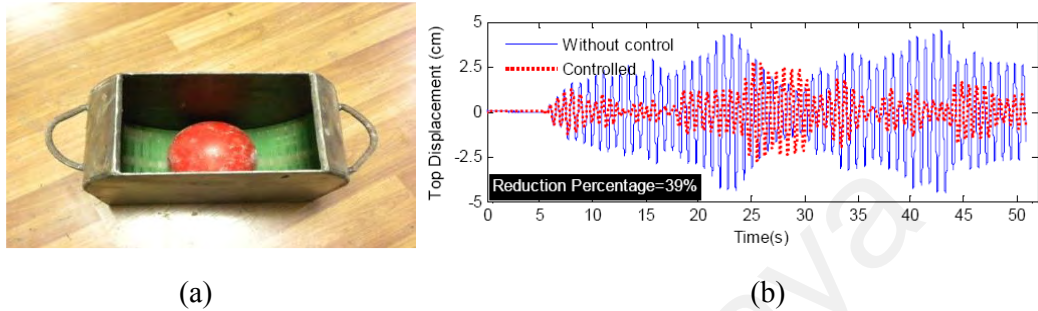 Top Displacement (cm)
5
2.5
0
-2.5
-5
Without control
Controlled
Reduction Percentage=39%
0 5 10 15 20 25 30 35 40 45 50
Time(s)
(a) (b)